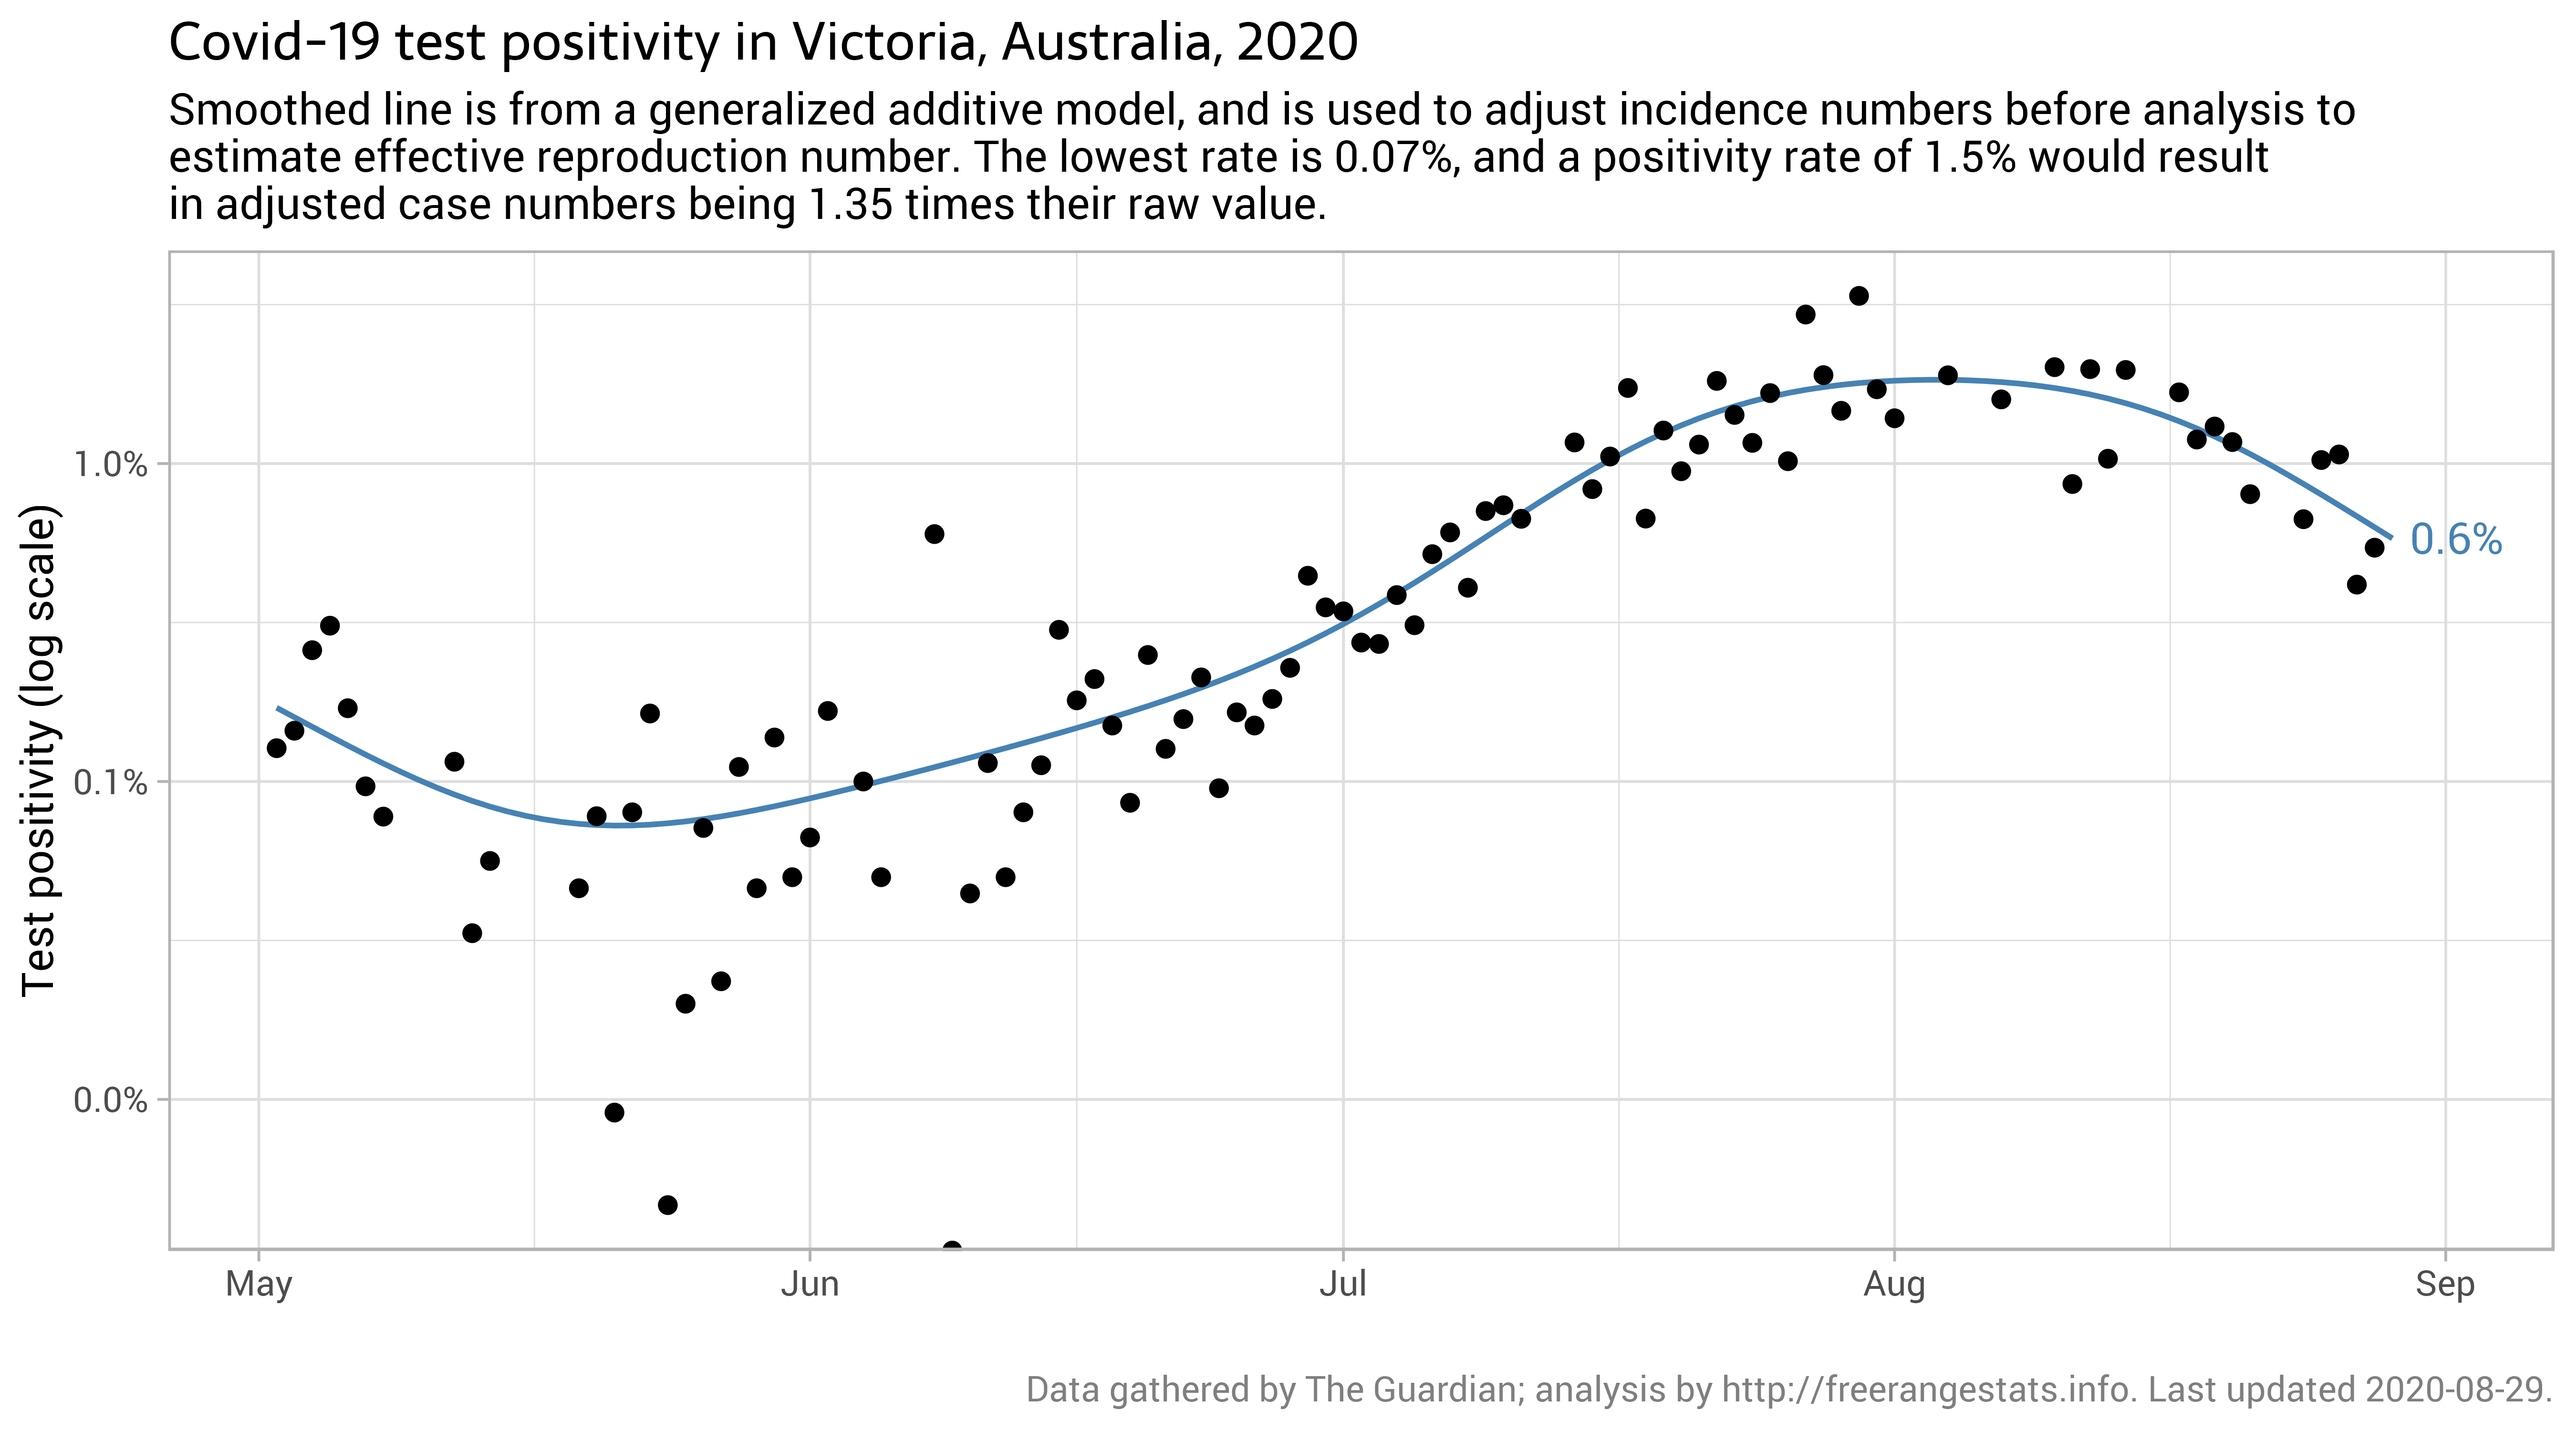 Covid-19 test positivity in Victoria, Australia, 2020
Smoothed line is from a generalized additive model, and is used to adjust incidence numbers before analysis to
estimate effective reproduction number. The lowest rate is 0.07%, and a positivity rate of 1.5% would result
in adjusted case numbers being 1.35 times their raw value.
Test positivity (log scale)
1.0%
0.1%
0.0%
0.6%
May
Jun
Jul
Aug
Sep
Data gathered by The Guardian; analysis by http://freerangestats.info. Last updated 2020-08-29.